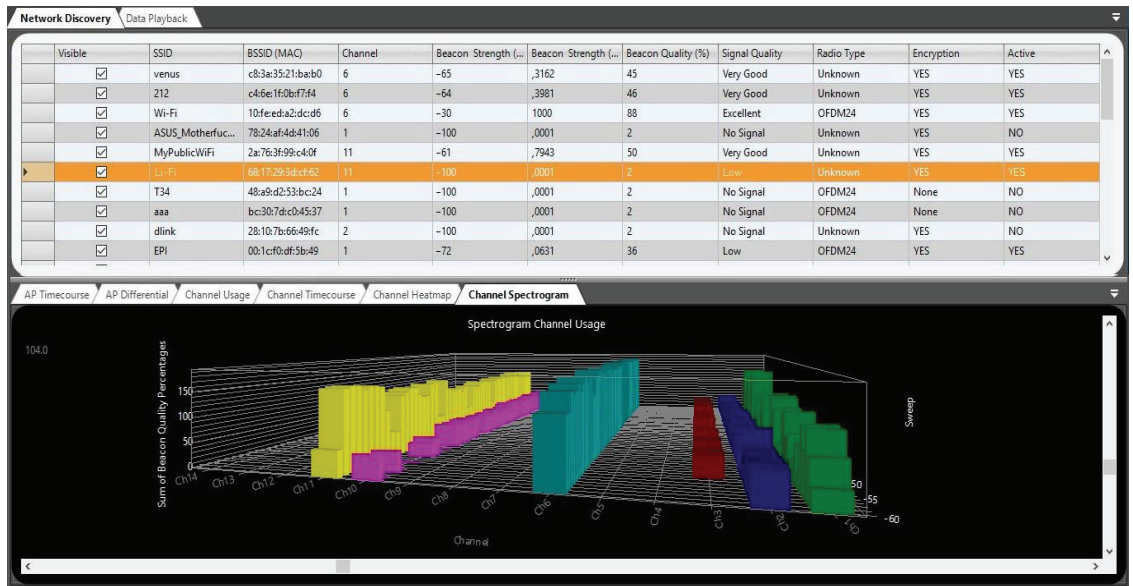 Network Discovery Data Playback
Visible SSID BSSID (MAC) Channel Beacon Strength (... Beacon Strength (... Beacon Quality (%) Signal Quality Radio Type Encryption Active
venus c8:3a:35:21:ba:b0 6 -65 ,3162 45 Very Good Unknown YES YES
212 c4:6e:1f:0b:f7:f4 6 -64 ,3981 46 Very Good Unknown YES YES
Wi-Fi 10:fe:ed:a2:dc:d6 6 -30 1000 88 Excellent OFDM24 YES YES
ASUS_Motherfuc... 78:24:af:4d:41:06 1 -100 ,0001 2 No Signal Unknown YES NO
MyPublicWiFi 2a:76:3f:99:c4:0f 11 -61 ,7943 50 Very Good Unknown YES YES
Li-Fi 68:17:29:3d:cf:62 11 -100 ,0001 2 Low Unknown YES YES
T34 48:a9:d2:53:bc:24 1 -100 ,0001 2 No Signal OFDM24 None NO
aaa bc:30:7d:c0:45:37 1 -100 ,0001 2 No Signal OFDM24 None NO
dlink 28:10:7b:66:49:fc 2 -100 ,0001 2 No Signal Unknown YES NO
EPI 00:1c:f0:df:5b:49 1 -72 ,0631 36 Low OFDM24 YES YES
AP Timecourse AP Differential Channel Usage Channel Timecourse Channel Heatmap Channel Spectrogram
Spectrogram Channel Usage
104.0
Sum of Beacon Quality Percentages
150
100
50
0
Ch14 Ch13 Ch12 Ch11 Ch10 Ch9 Ch8 Ch7 Ch6 Ch5 Ch4 Ch3 Ch2 Ch1
Channel
Sweep
50
-55
-60